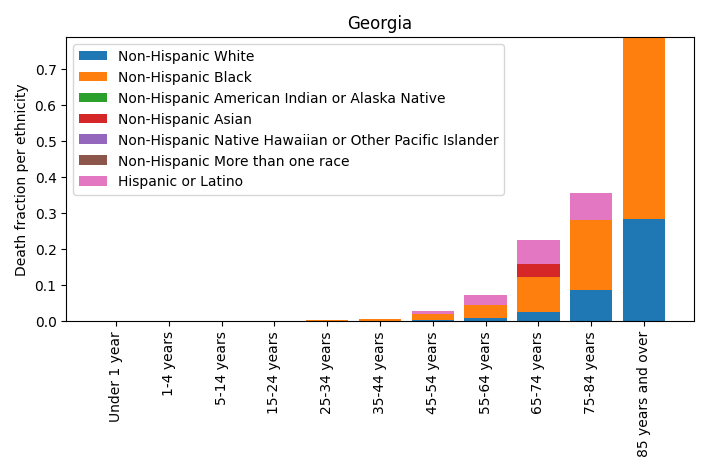 Georgia
Death fraction per ethnicity
0.7
0.6
0.5
0.4
0.3
0.2
0.1
0.0
Non-Hispanic White
Non-Hispanic Black
Non-Hispanic American Indian or Alaska Native
Non-Hispanic Asian
Non-Hispanic Native Hawaiian or Other Pacific Islander
Non-Hispanic More than one race
Hispanic or Latino
Under 1 year
1-4 years
5-14 years
15-24 years
25-34 years
35-44 years
45-54 years
55-64 years
65-74 years
75-84 years
85 years and over